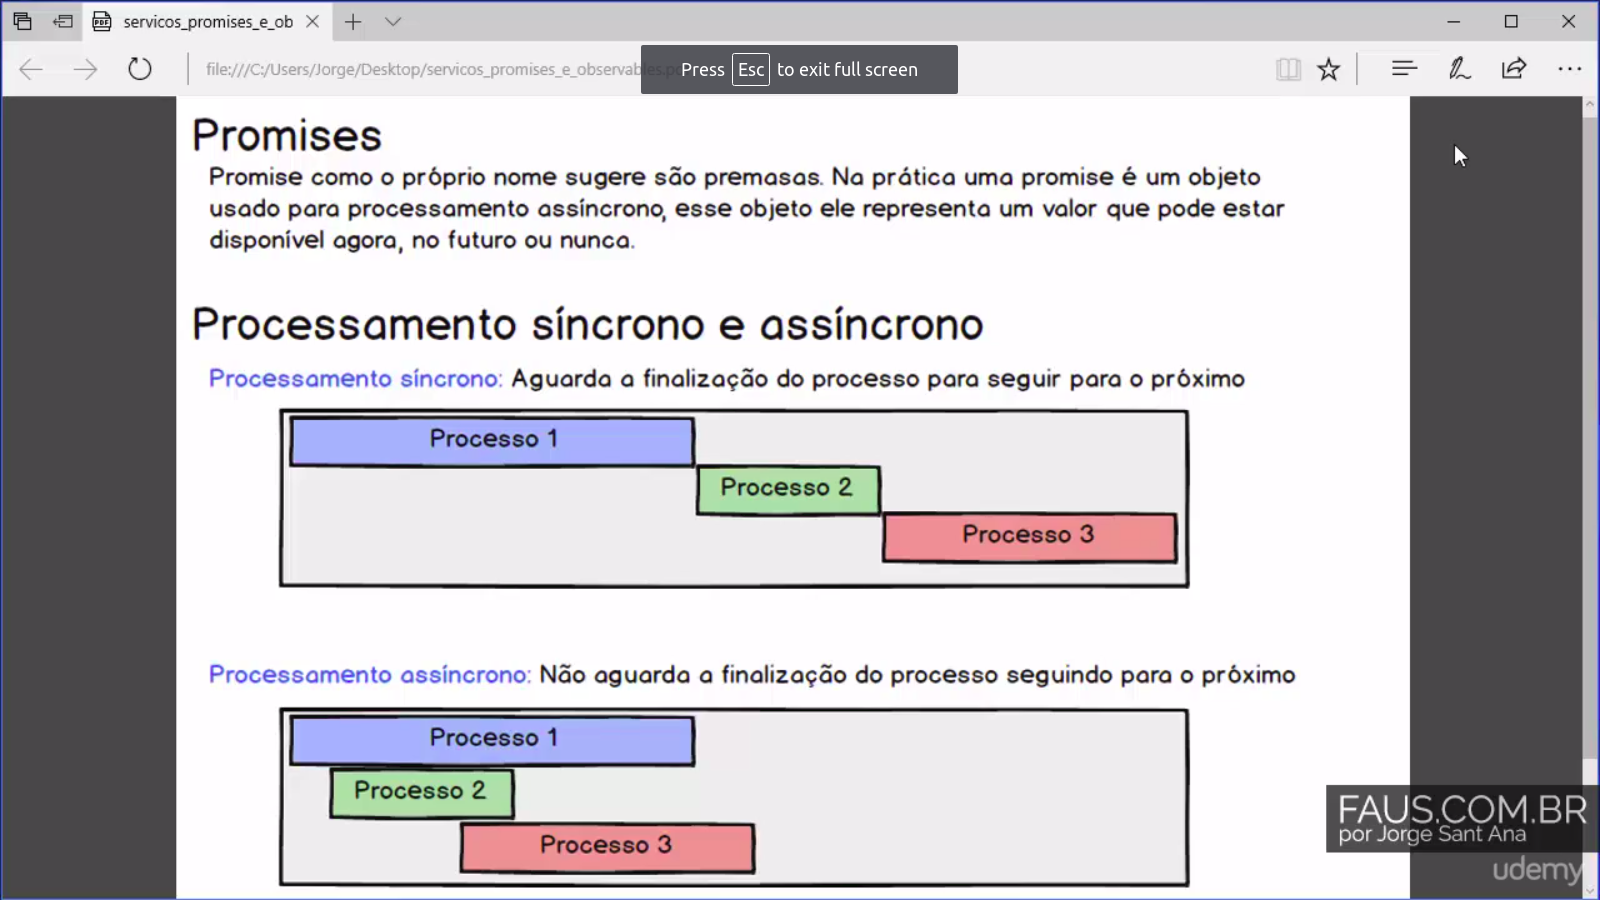 servicos_promises_e_ob
file:///C:/Users/Jorge/Desktop/servicos_promises_e_observables.
Press Esc to exit full screen
Promises
Promise como o próprio nome sugere são premasas. Na prática uma promise é um objeto
usado para processamento assíncrono, esse objeto ele representa um valor que pode estar
disponível agora, no futuro ou nunca.
Processamento síncrono e assíncrono
Processamento síncrono: Aguarda a finalização do processo para seguir para o próximo
Processo 1
Processo 2
Processo 3
Processamento assíncrono: Não aguarda a finalização do processo seguindo para o próximo
Processo 1
Processo 2
Processo 3
FAUS.COM.BR
por Jorge Sant Ana
udemy